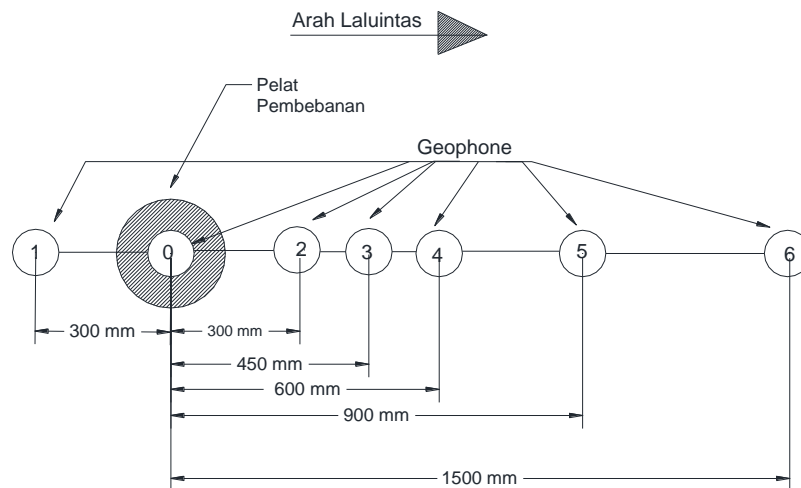 Arah Laluintas
Pelat
Pembebanan
Geophone
1
0
2
3
4
5
6
300 mm
300 mm
450 mm
600 mm
900 mm
1500 mm